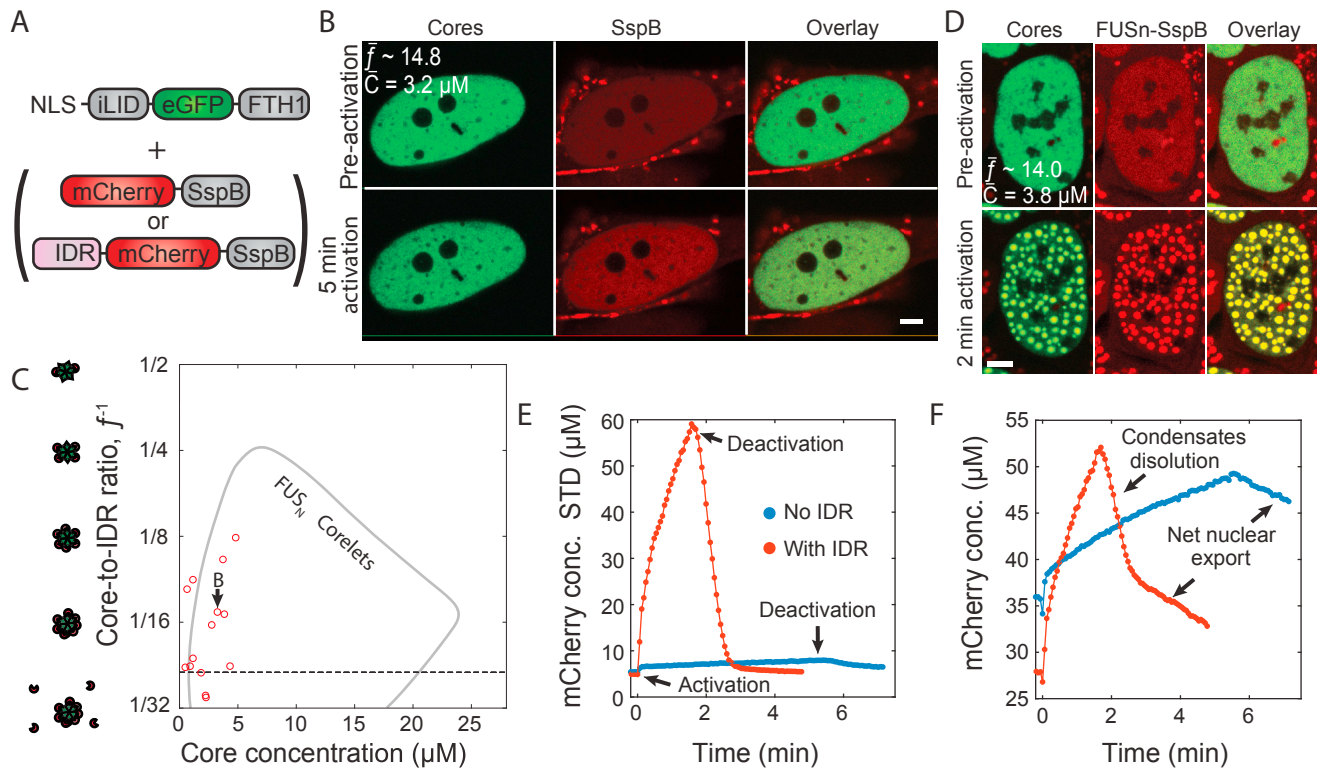 A
NLS iLID eGFP FTH1
+
mCherry SspB
or
IDR mCherry SspB
B
Cores SspB Overlay
Pre-activation
f̄ ~ 14.8
C̄ = 3.2 µM
5 min
activation
C
Core-to-IDR ratio, f⁻¹
1/2
1/4
1/8
1/16
1/32
FUSN Corelets
B
0 5 10 15 20 25
Core concentration (µM)
D
Cores FUSn-SspB Overlay
Pre-activation
f̄ ~ 14.0
C̄ = 3.8 µM
2 min activation
E
mCherry conc. STD (µM)
60
50
40
30
20
10
0
Deactivation
No IDR
With IDR
Deactivation
Activation
0 2 4 6
Time (min)
F
mCherry conc. (µM)
55
50
45
40
35
30
25
Condensates
disolution
Net nuclear
export
0 2 4 6
Time (min)